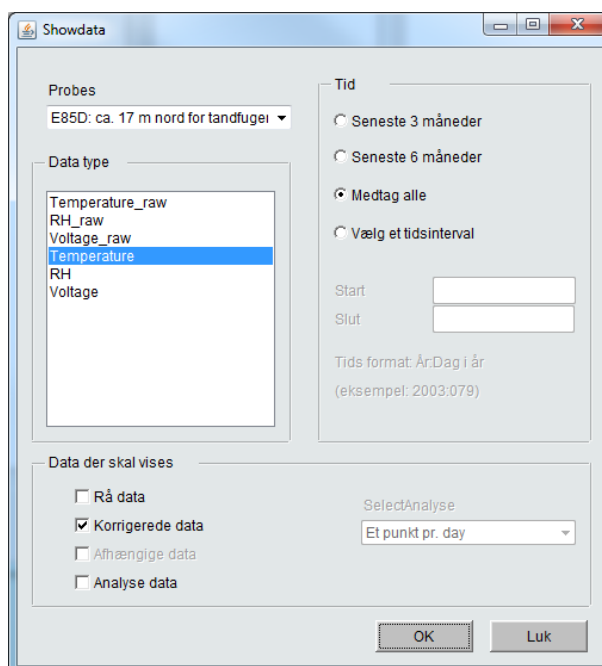 Showdata
Probes
E85D: ca. 17 m nord for tandfuger
Data type
Temperature_raw
RH_raw
Voltage_raw
Temperature
RH
Voltage
Tid
Seneste 3 måneder
Seneste 6 måneder
Medtag alle
Vælg et tidsinterval
Start
Slut
Tids format: År:Dag i år
(eksempel: 2003:079)
Data der skal vises
Rå data
Korrigerede data
Afhængige data
Analyse data
SelectAnalyse
Et punkt pr. day
OK
Luk